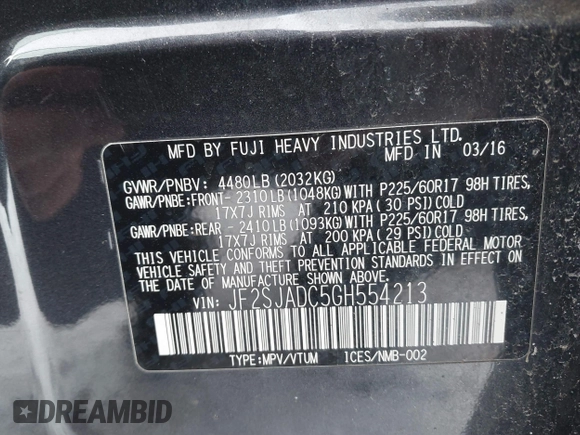 MFD BY FUJI HEAVY INDUSTRIES LTD.
MFD IN 03/16
GVWR/PNBV: 4480LB (2032KG)
GAWR/PNBE:FRONT- 2310LB (1048KG) WITH P225/60R17 98H TIRES,
17X7J RIMS AT 210 KPA (30 PSI) COLD
GAWR/PNBE:REAR - 2410LB (1093KG) WITH P225/60R17 98H TIRES,
17X7J RIMS AT 200 KPA (29 PSI) COLD
THIS VEHICLE CONFORMS TO ALL APPLICABLE FEDERAL MOTOR
VEHICLE SAFETY AND THEFT PREVENTION STANDARDS IN EFFECT ON
THE DATE OF MANUFACTURE SHOWN ABOVE.
VIN: JF2SJADC5GH554213
TYPE:MPV/VTUM ICES/NMB-002
DREAMBID